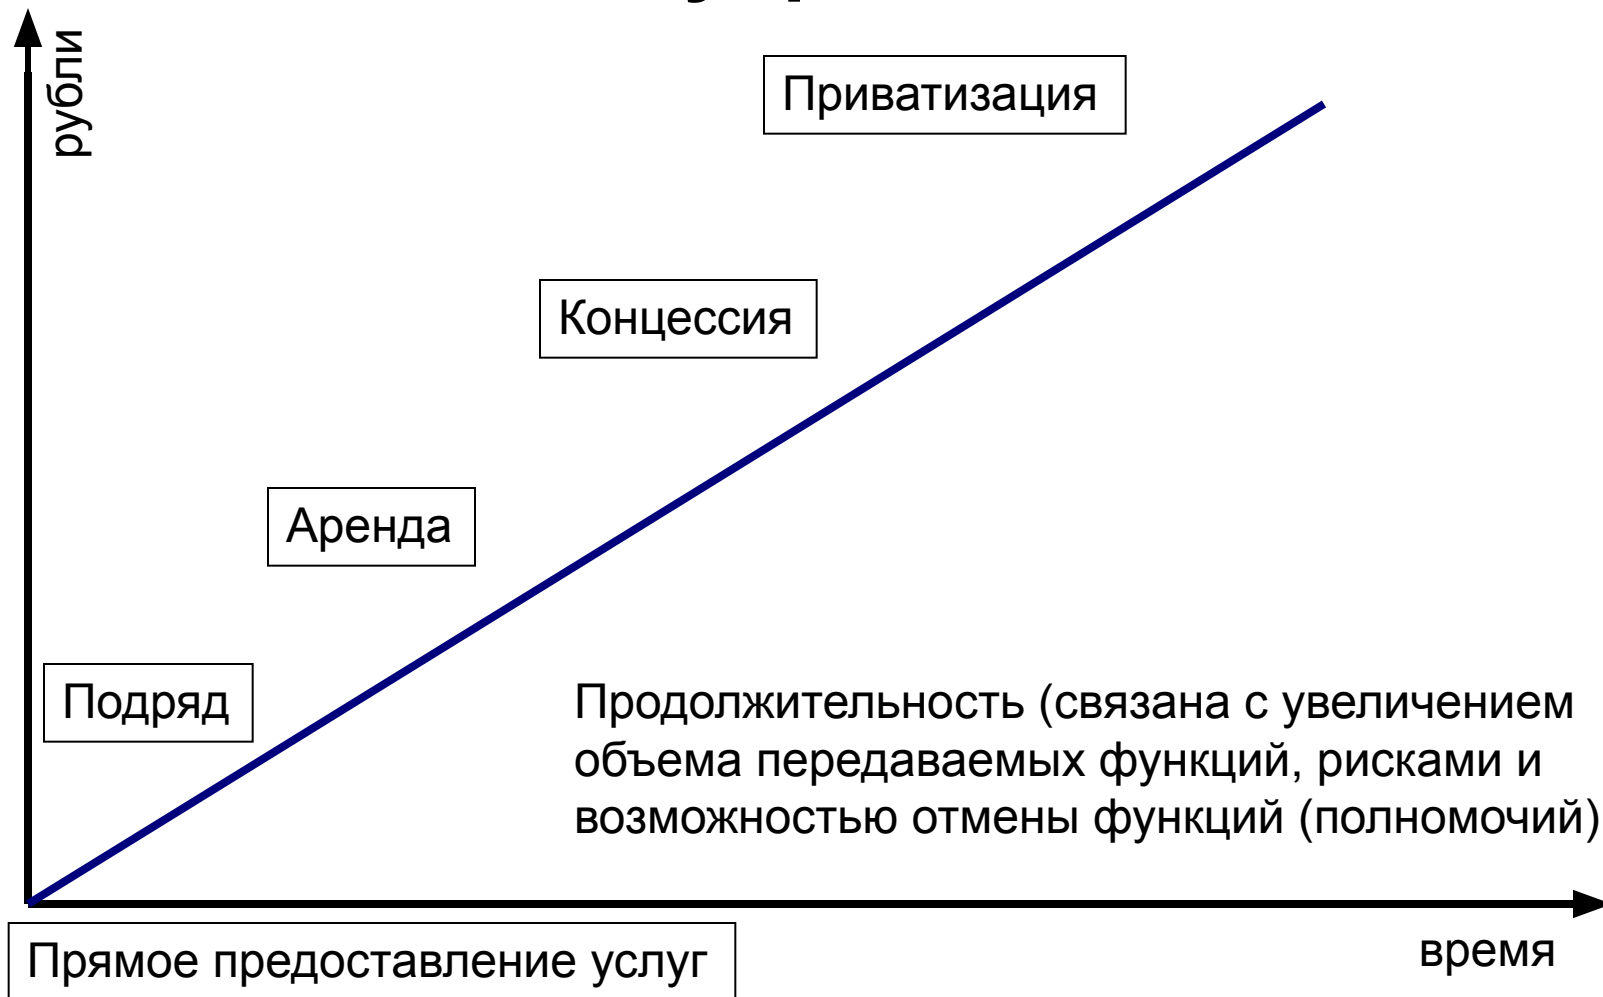 рубли
Приватизация
Концессия
Аренда
Подряд
Продолжительность (связана с увеличением
объема передаваемых функций, рисками и
возможностью отмены функций (полномочий)
время
Прямое предоставление услуг